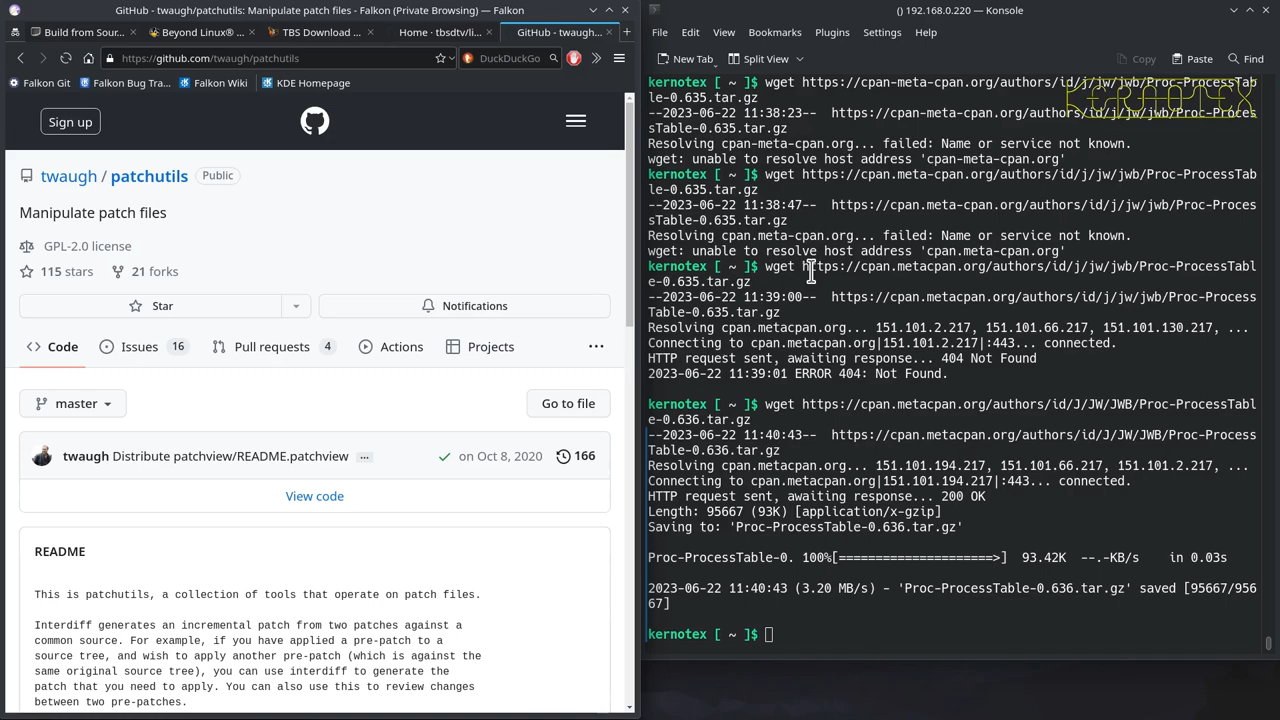 GitHub - twaugh/patchutils: Manipulate patch files - Falkon (Private Browsing) — Falkon
Build from Sour...
Beyond Linux® ...
TBS Download ...
Home · tbsdtv/li...
GitHub - twaug...
https://github.com/twaugh/patchutils
DuckDuckGo
Falkon Git
Falkon Bug Tra...
Falkon Wiki
KDE Homepage
Sign up
twaugh / patchutils
Public
Manipulate patch files
GPL-2.0 license
115 stars
21 forks
Star
Notifications
Code
Issues 16
Pull requests 4
Actions
Projects
master
Go to file
twaugh Distribute patchview/README.patchview
on Oct 8, 2020
166
View code
README
This is patchutils, a collection of tools that operate on patch files.
Interdiff generates an incremental patch from two patches against a
common source. For example, if you have applied a pre-patch to a
source tree, and wish to apply another pre-patch (which is against the
same original source tree), you can use interdiff to generate the
patch that you need to apply. You can also use this to review changes
between two pre-patches.
() 192.168.0.220 — Konsole
File Edit View Bookmarks Plugins Settings Help
New Tab
Split View
Copy
Paste
Find
KERNOTEX
kernotex [ ~ ]$ wget https://cpan-meta-cpan.org/authors/id/j/jw/jwb/Proc-ProcessTab
le-0.635.tar.gz
--2023-06-22 11:38:23-- https://cpan-meta-cpan.org/authors/id/j/jw/jwb/Proc-Proces
sTable-0.635.tar.gz
Resolving cpan-meta-cpan.org... failed: Name or service not known.
wget: unable to resolve host address 'cpan-meta-cpan.org'
kernotex [ ~ ]$ wget https://cpan.meta-cpan.org/authors/id/j/jw/jwb/Proc-ProcessTab
le-0.635.tar.gz
--2023-06-22 11:38:47-- https://cpan.meta-cpan.org/authors/id/j/jw/jwb/Proc-Proces
sTable-0.635.tar.gz
Resolving cpan.meta-cpan.org... failed: Name or service not known.
wget: unable to resolve host address 'cpan.meta-cpan.org'
kernotex [ ~ ]$ wget https://cpan.metacpan.org/authors/id/j/jw/jwb/Proc-ProcessTabl
e-0.635.tar.gz
--2023-06-22 11:39:00-- https://cpan.metacpan.org/authors/id/j/jw/jwb/Proc-Process
Table-0.635.tar.gz
Resolving cpan.metacpan.org... 151.101.2.217, 151.101.66.217, 151.101.130.217, ...
Connecting to cpan.metacpan.org|151.101.2.217|:443... connected.
HTTP request sent, awaiting response... 404 Not Found
2023-06-22 11:39:01 ERROR 404: Not Found.
kernotex [ ~ ]$ wget https://cpan.metacpan.org/authors/id/J/JW/JWB/Proc-ProcessTabl
e-0.636.tar.gz
--2023-06-22 11:40:43-- https://cpan.metacpan.org/authors/id/J/JW/JWB/Proc-Process
Table-0.636.tar.gz
Resolving cpan.metacpan.org... 151.101.194.217, 151.101.66.217, 151.101.2.217, ...
Connecting to cpan.metacpan.org|151.101.194.217|:443... connected.
HTTP request sent, awaiting response... 200 OK
Length: 95667 (93K) [application/x-gzip]
Saving to: 'Proc-ProcessTable-0.636.tar.gz'
Proc-ProcessTable-0. 100%[=====================>] 93.42K --.-KB/s in 0.03s
2023-06-22 11:40:43 (3.20 MB/s) - 'Proc-ProcessTable-0.636.tar.gz' saved [95667/956
67]
kernotex [ ~ ]$